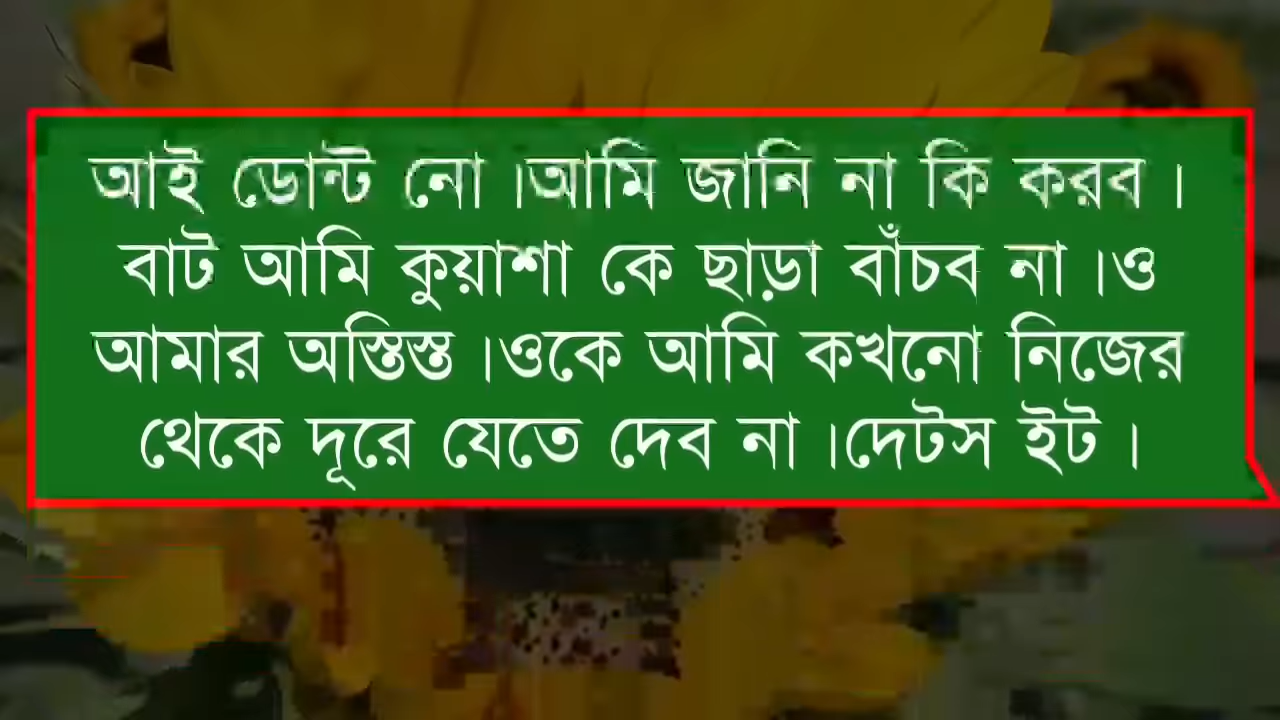 আই ডোন্ট নো ।আমি জানি না কি করব ।
বাট আমি কুয়াশা কে ছাড়া বাঁচব না ।ও
আমার অস্তিস্ত ।ওকে আমি কখনো নিজের
থেকে দূরে যেতে দেব না ।দেটস ইট ।